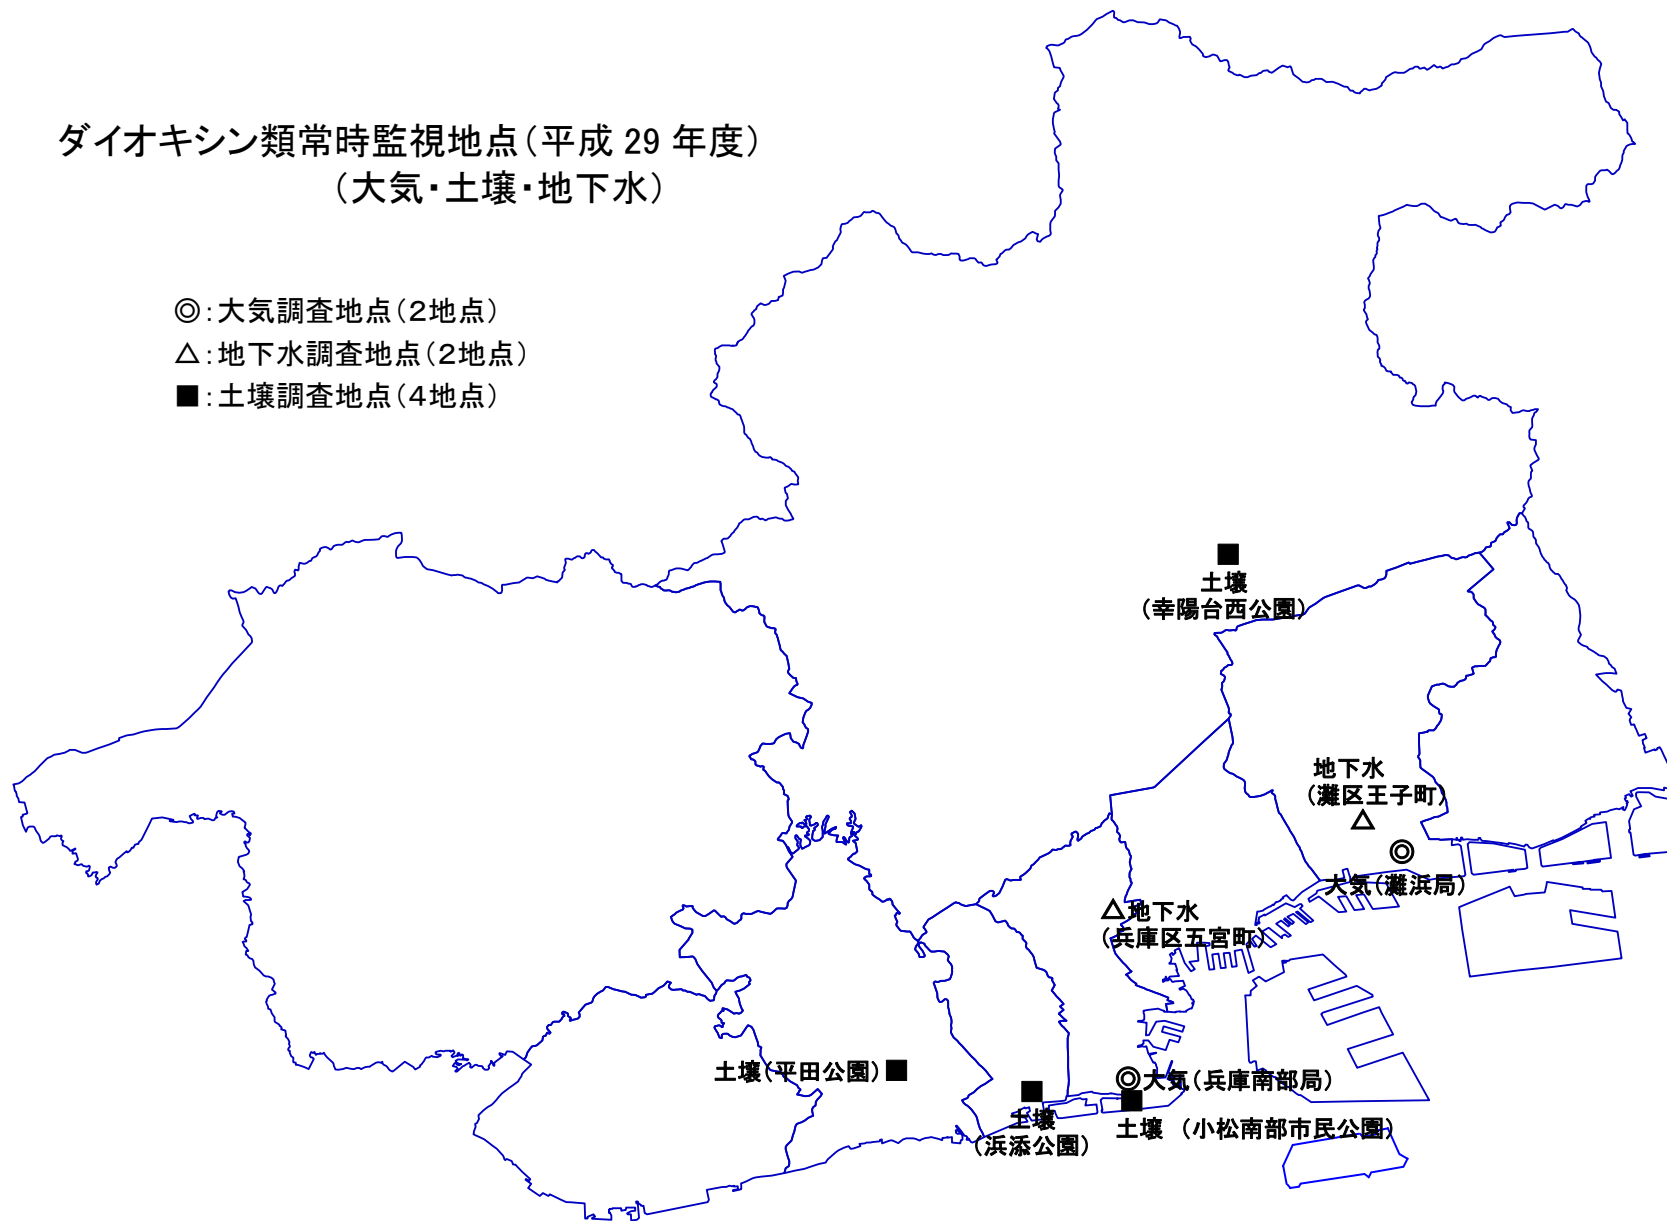 ダイオキシン類常時監視地点(平成 29 年度)
(大気・土壌・地下水)
◎:大気調査地点(2地点)
△:地下水調査地点(2地点)
■:土壌調査地点(4地点)
土壌
(幸陽台西公園)
地下水
(灘区王子町)
大気(灘浜局)
地下水
(兵庫区五宮町)
土壌(平田公園)
大気(兵庫南部局)
土壌
(浜添公園)
土壌 (小松南部市民公園)